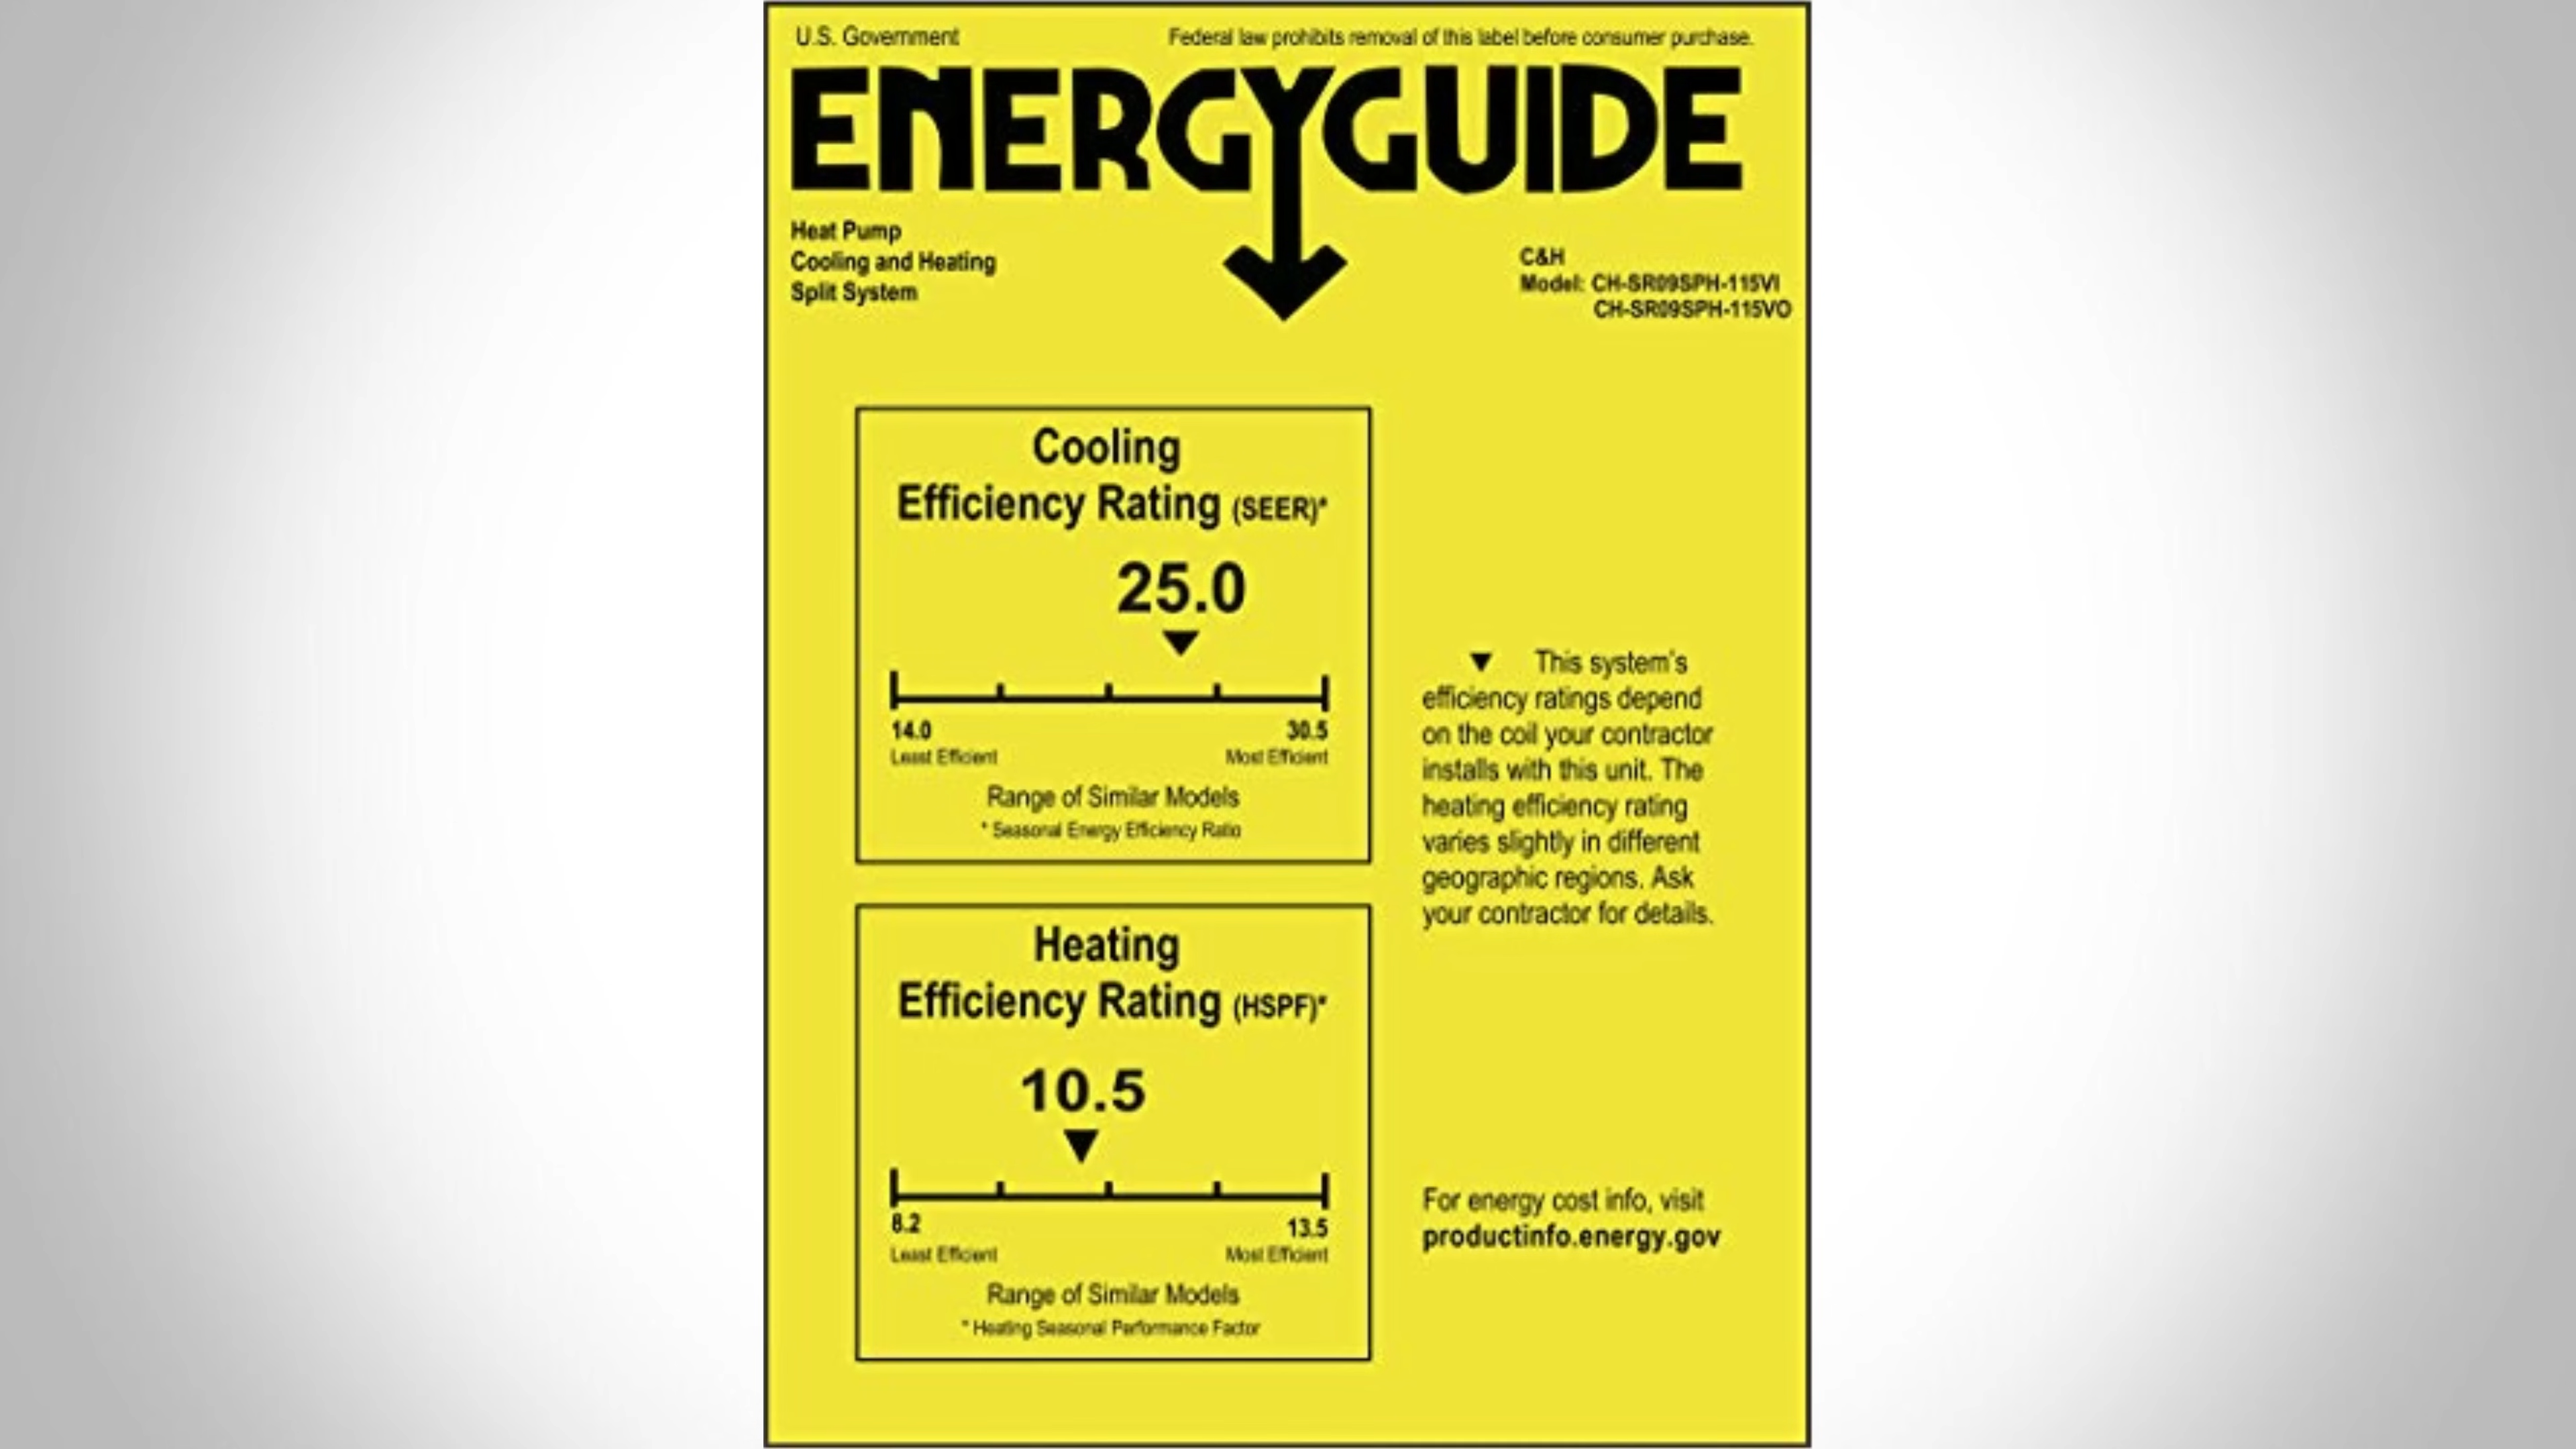 U.S. Government
Federal law prohibits removal of this label before consumer purchase.
ENERGYGUIDE
Heat Pump
Cooling and Heating
Split System
C&H
Model: CH-SR09SPH-115VI
CH-SR09SPH-115VO
Cooling
Efficiency Rating (SEER)*
25.0
14.0
30.5
Least Efficient
Most Efficient
Range of Similar Models
* Seasonal Energy Efficiency Ratio
▼ This system's
efficiency ratings depend
on the coil your contractor
installs with this unit. The
heating efficiency rating
varies slightly in different
geographic regions. Ask
your contractor for details.
Heating
Efficiency Rating (HSPF)*
10.5
8.2
13.5
Least Efficient
Most Efficient
Range of Similar Models
* Heating Seasonal Performance Factor
For energy cost info, visit
productinfo.energy.gov